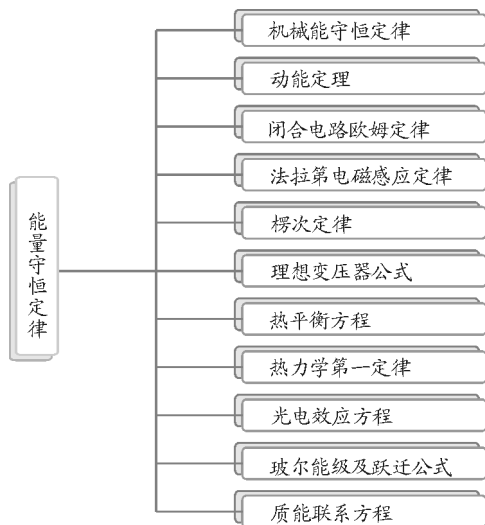 能量守恒定律
机械能守恒定律
动能定理
闭合电路欧姆定律
法拉第电磁感应定律
楞次定律
理想变压器公式
热平衡方程
热力学第一定律
光电效应方程
玻尔能级及跃迁公式
质能联系方程